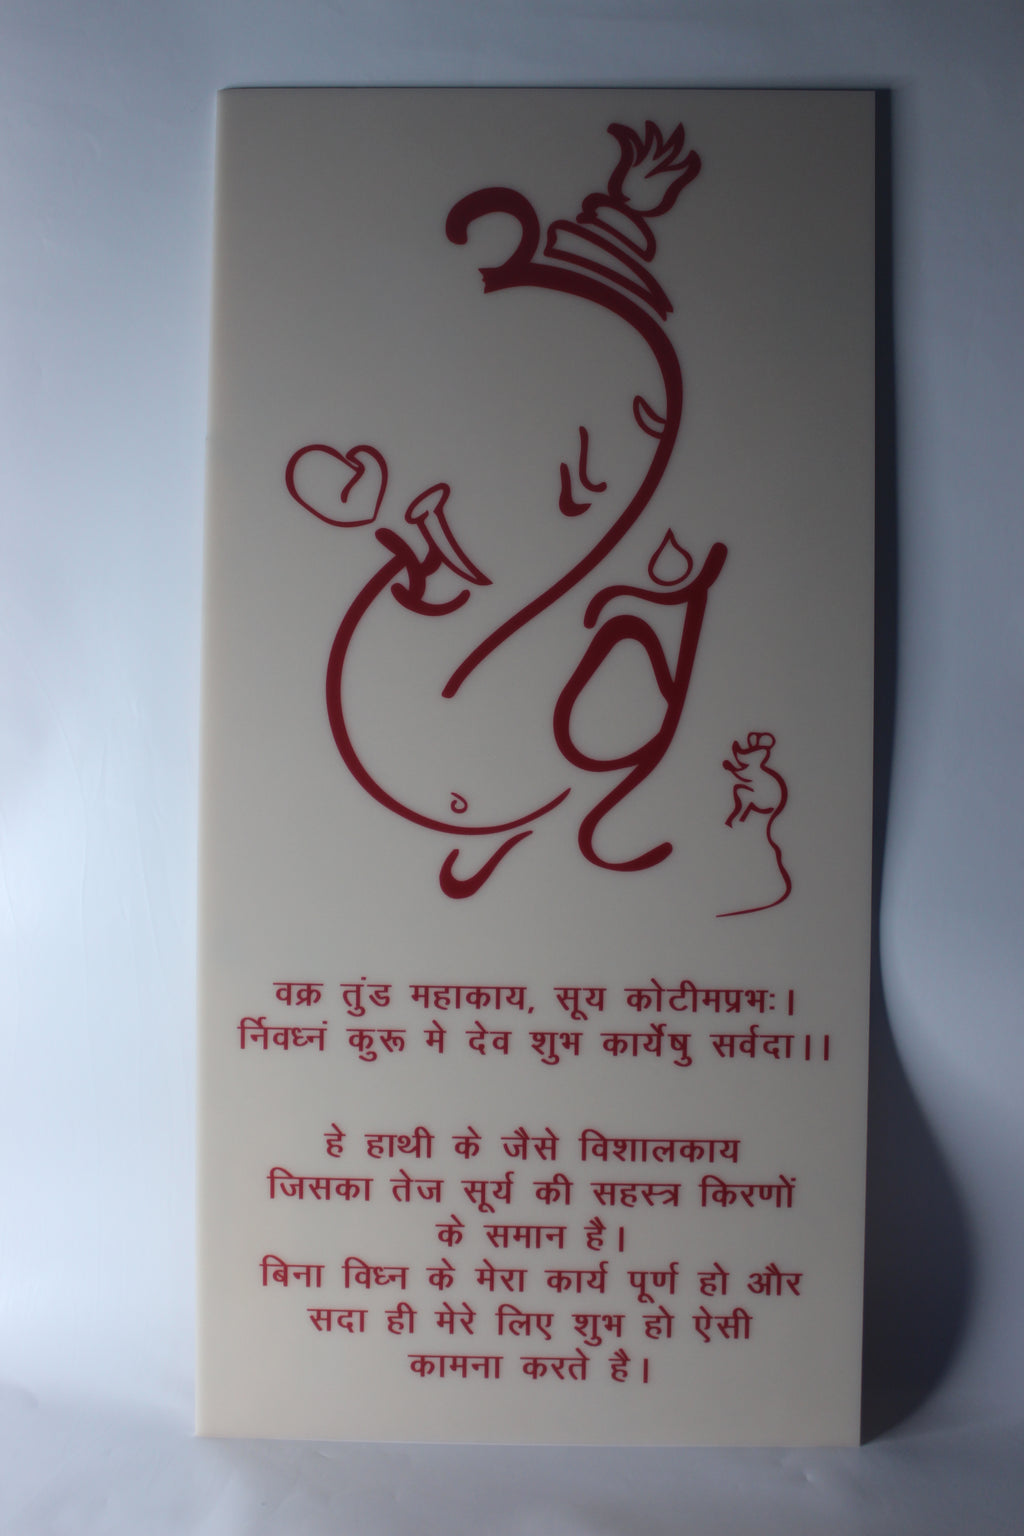 वक्र तुंड महाकाय, सूय कोटीमप्रभः।
र्निवध्नं कुरू मे देव शुभ कार्येषु सर्वदा।।
हे हाथी के जैसे विशालकाय
जिसका तेज सूर्य की सहस्त्र किरणों
के समान है।
बिना विध्न के मेरा कार्य पूर्ण हो और
सदा ही मेरे लिए शुभ हो ऐसी
कामना करते है।